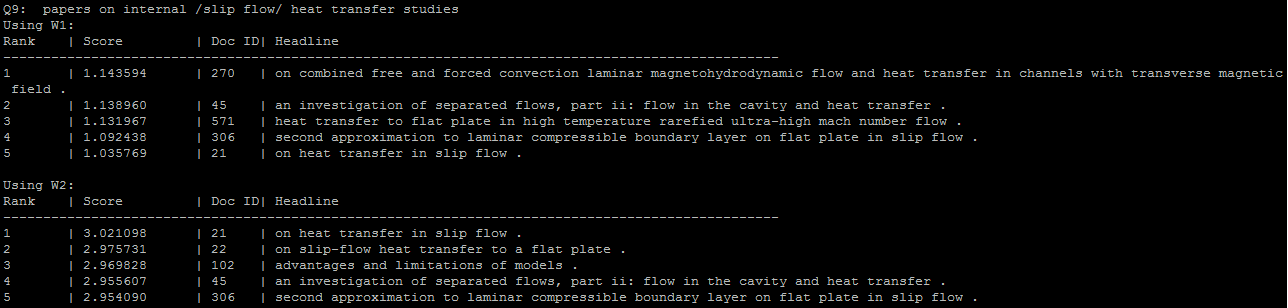 Q9:  papers on internal /slip flow/ heat transfer studies
Using W1:
Rank    | Score         | Doc ID| Headline
-------------------------------------------------------------------------------------------------
1       | 1.143594      | 270   | on combined free and forced convection laminar magnetohydrodynamic flow and heat transfer in channels with transverse magnetic
 field .
2       | 1.138960      | 45    | an investigation of separated flows, part ii: flow in the cavity and heat transfer .
3       | 1.131967      | 571   | heat transfer to flat plate in high temperature rarefied ultra-high mach number flow .
4       | 1.092438      | 306   | second approximation to laminar compressible boundary layer on flat plate in slip flow .
5       | 1.035769      | 21    | on heat transfer in slip flow .
Using W2:
Rank    | Score         | Doc ID| Headline
-------------------------------------------------------------------------------------------------
1       | 3.021098      | 21    | on heat transfer in slip flow .
2       | 2.975731      | 22    | on slip-flow heat transfer to a flat plate .
3       | 2.969828      | 102   | advantages and limitations of models .
4       | 2.955607      | 45    | an investigation of separated flows, part ii: flow in the cavity and heat transfer .
5       | 2.954090      | 306   | second approximation to laminar compressible boundary layer on flat plate in slip flow .